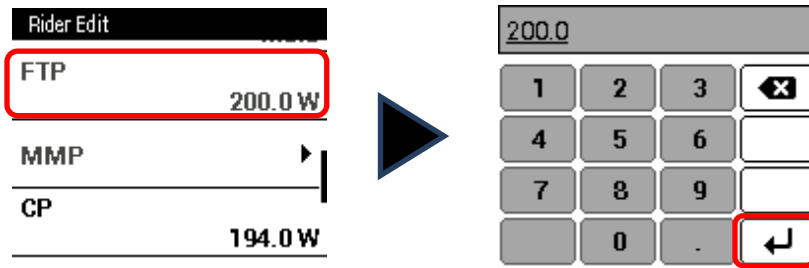 Rider Edit
FTP
200.0 W
MMP
CP
194.0 W
200.0
1 2 3
4 5 6
7 8 9
0 .